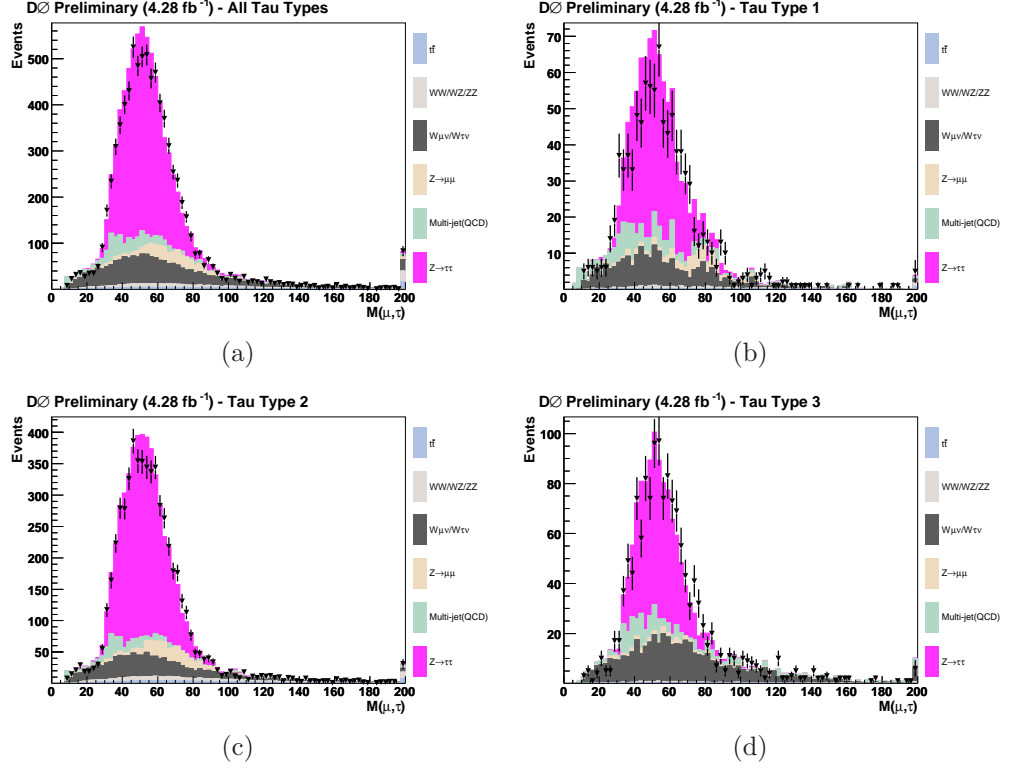 DØ Preliminary (4.28 fb⁻¹) - All Tau Types
Events
500
400
300
200
100
0 20 40 60 80 100 120 140 160 180 200
M(μ,τ)
tt̄
WW/WZ/ZZ
Wμν/Wτν
Z→μμ
Multi-jet(QCD)
Z→ττ
(a)
DØ Preliminary (4.28 fb⁻¹) - Tau Type 1
Events
70
60
50
40
30
20
10
0 20 40 60 80 100 120 140 160 180 200
M(μ,τ)
tt̄
WW/WZ/ZZ
Wμν/Wτν
Z→μμ
Multi-jet(QCD)
Z→ττ
(b)
DØ Preliminary (4.28 fb⁻¹) - Tau Type 2
Events
400
350
300
250
200
150
100
50
0 20 40 60 80 100 120 140 160 180 200
M(μ,τ)
tt̄
WW/WZ/ZZ
Wμν/Wτν
Z→μμ
Multi-jet(QCD)
Z→ττ
(c)
DØ Preliminary (4.28 fb⁻¹) - Tau Type 3
Events
100
80
60
40
20
0 20 40 60 80 100 120 140 160 180 200
M(μ,τ)
tt̄
WW/WZ/ZZ
Wμν/Wτν
Z→μμ
Multi-jet(QCD)
Z→ττ
(d)